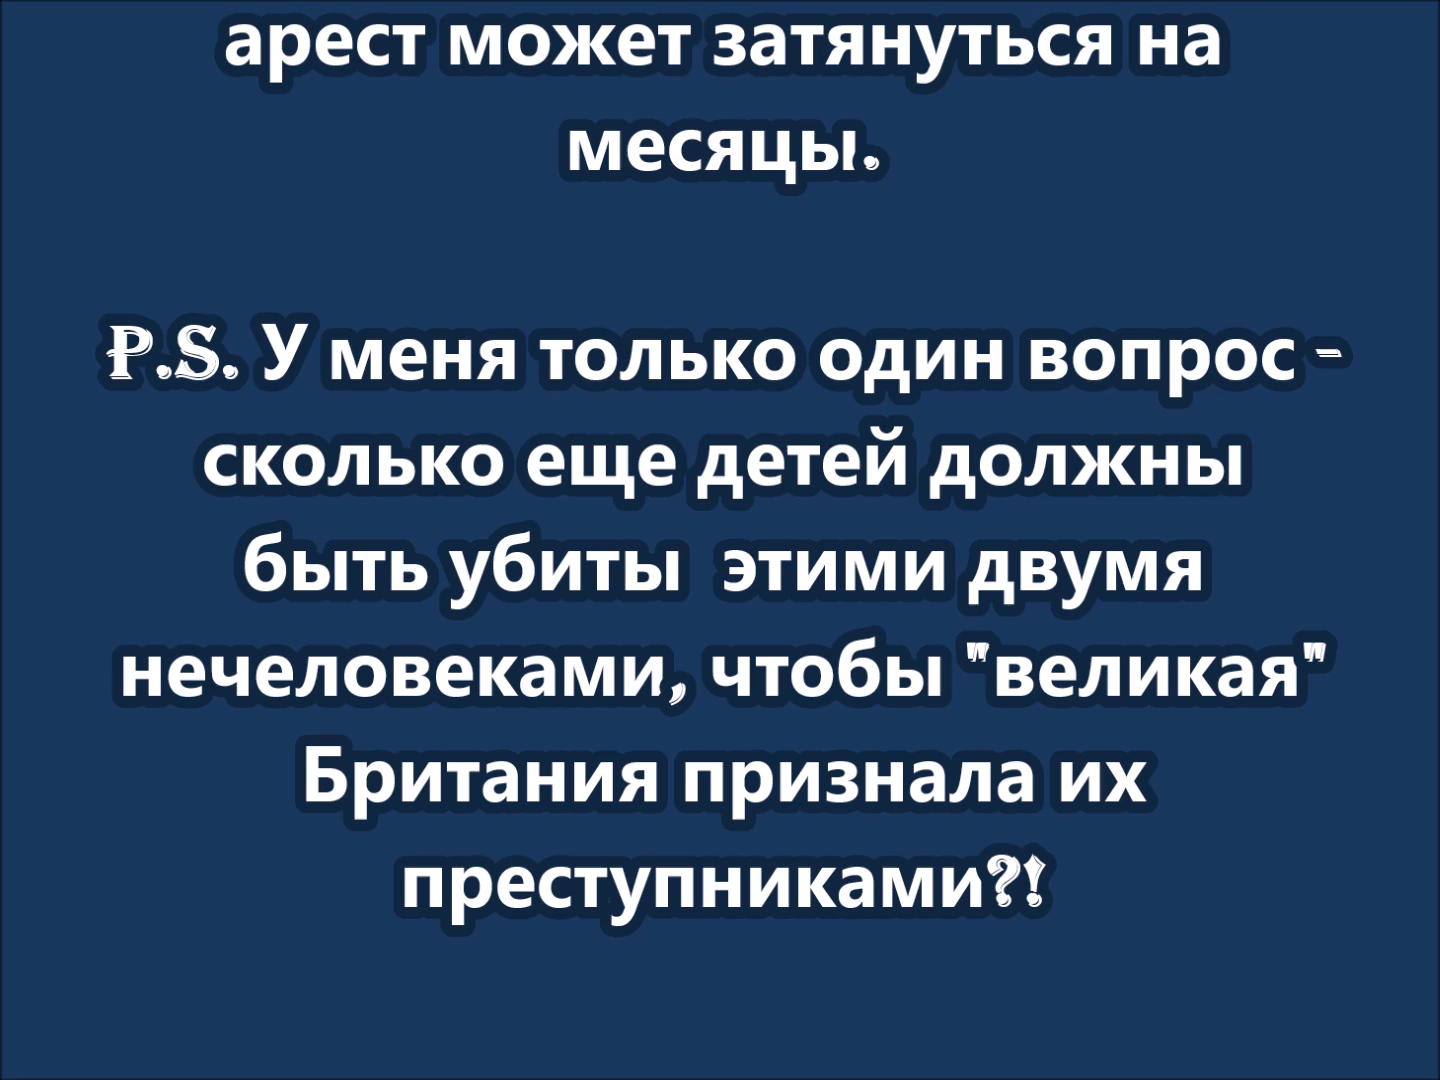 арест может затянуться на
месяцы.
P.S. У меня только один вопрос -
сколько еще детей должны
быть убиты  этими двумя
нечеловеками, чтобы "великая"
Британия признала их
преступниками?!